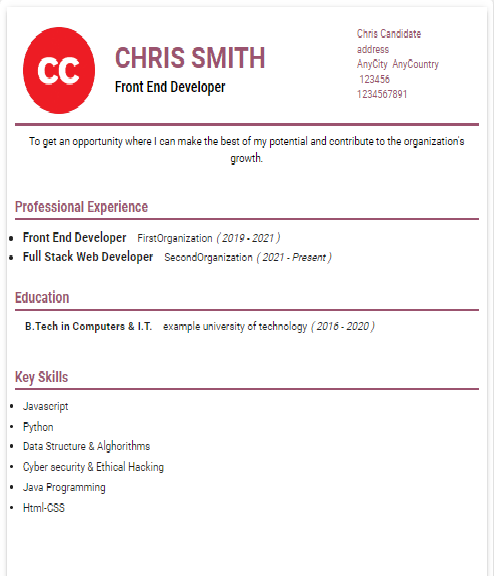 CC
CHRIS SMITH
Front End Developer
Chris Candidate
address
AnyCity AnyCountry
123456
1234567891
To get an opportunity where I can make the best of my potential and contribute to the organization's
growth.
Professional Experience
Front End Developer FirstOrganization ( 2019 - 2021 )
Full Stack Web Developer SecondOrganization ( 2021 - Present )
Education
B.Tech in Computers & I.T. example university of technology ( 2016 - 2020 )
Key Skills
Javascript
Python
Data Structure & Alghorithms
Cyber security & Ethical Hacking
Java Programming
Html-CSS